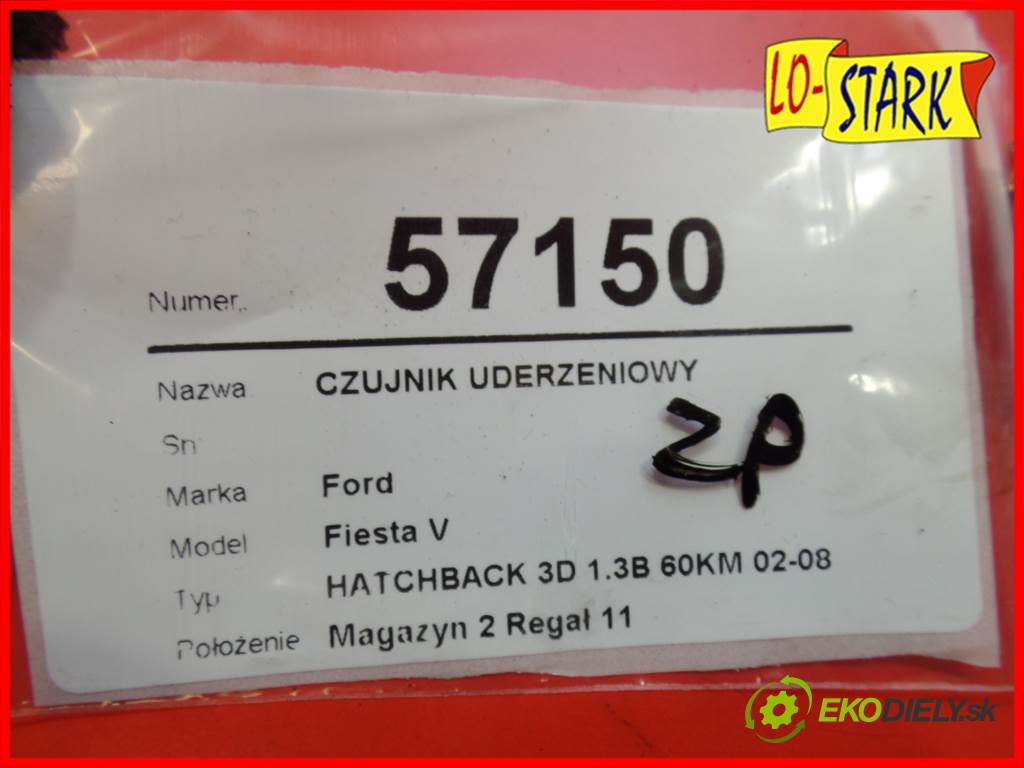 LO-STARK
Numer. 57150
Nazwa CZUJNIK UDERZENIOWY
Sn
ZP
Marka Ford
Model Fiesta V
Typ HATCHBACK 3D 1.3B 60KM 02-08
Położenie Magazyn 2 Regał 11
EKODIELY.sk